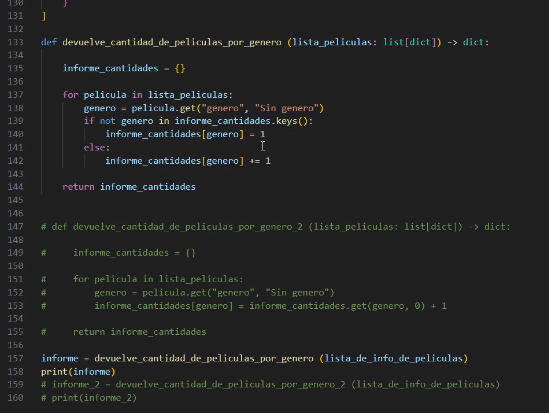 130 }
131 ]
132
133 def devuelve_cantidad_de_peliculas_por_genero (lista_peliculas: list[dict]) -> dict:
134
135 informe_cantidades = {}
136
137 for pelicula in lista_peliculas:
138 genero = pelicula.get("genero", "Sin genero")
139 if not genero in informe_cantidades.keys():
140 informe_cantidades[genero] = 1
141 else:
142 informe_cantidades[genero] += 1
143
144 return informe_cantidades
145
146
147 # def devuelve_cantidad_de_peliculas_por_genero_2 (lista_peliculas: list[dict]) -> dict:
148
149 # informe_cantidades = {}
150
151 # for pelicula in lista_peliculas:
152 # genero = pelicula.get("genero", "Sin genero")
153 # informe_cantidades[genero] = informe_cantidades.get(genero, 0) + 1
154
155 # return informe_cantidades
156
157 informe = devuelve_cantidad_de_peliculas_por_genero (lista_de_info_de_peliculas)
158 print(informe)
159 # informe_2 = devuelve_cantidad_de_peliculas_por_genero_2 (lista_de_info_de_peliculas)
160 # print(informe_2)